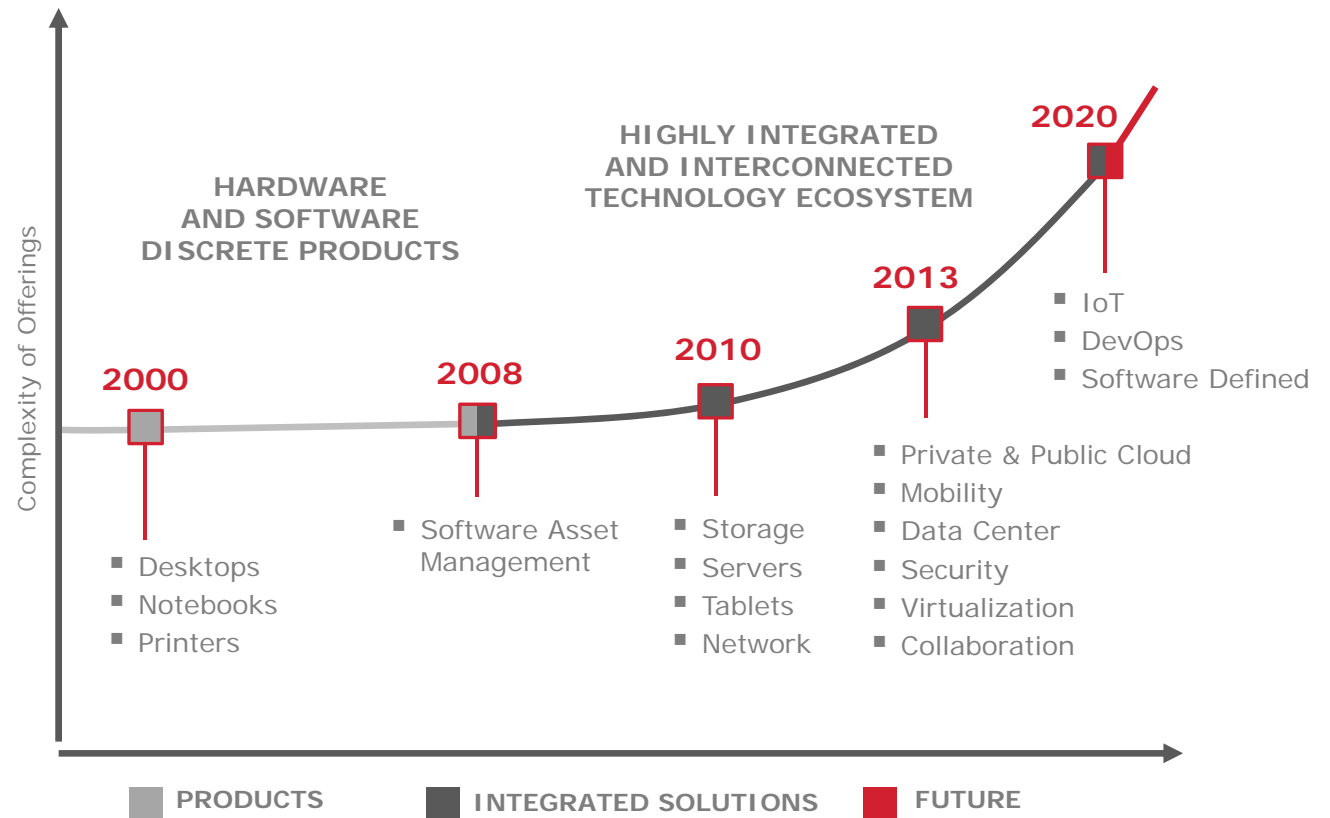 Complexity of Offerings
HARDWARE
AND SOFTWARE
DISCRETE PRODUCTS
HIGHLY INTEGRATED
AND INTERCONNECTED
TECHNOLOGY ECOSYSTEM
2000
▪ Desktops
▪ Notebooks
▪ Printers
2008
▪ Software Asset
Management
2010
▪ Storage
▪ Servers
▪ Tablets
▪ Network
2013
▪ Private & Public Cloud
▪ Mobility
▪ Data Center
▪ Security
▪ Virtualization
▪ Collaboration
2020
▪ IoT
▪ DevOps
▪ Software Defined
PRODUCTS
INTEGRATED SOLUTIONS
FUTURE